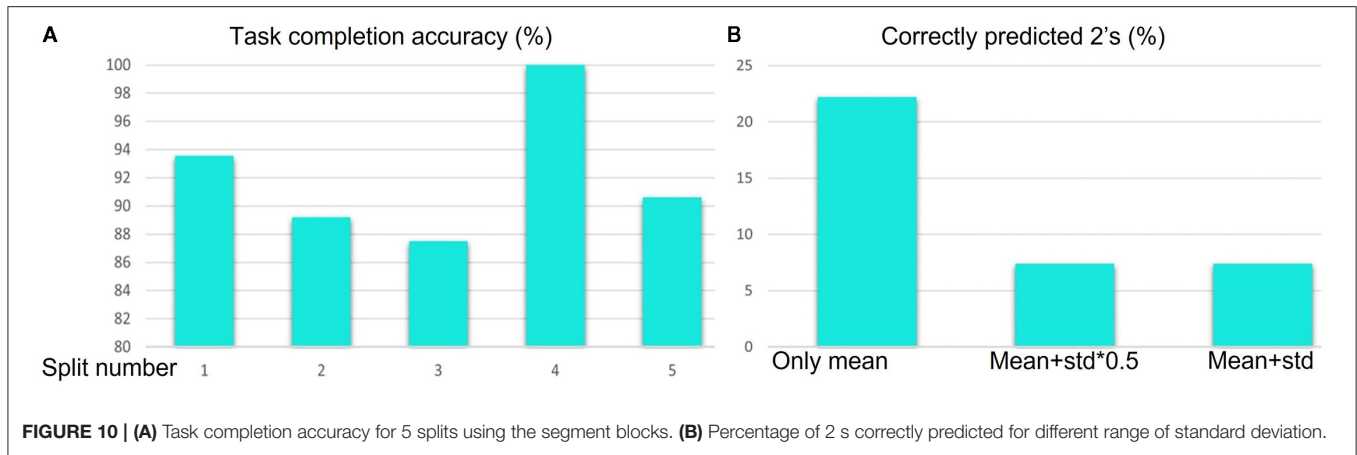 A
Task completion accuracy (%)
100
98
96
94
92
90
88
86
84
82
80
Split number 1 2 3 4 5
B
Correctly predicted 2's (%)
25
20
15
10
5
0
Only mean Mean+std*0.5 Mean+std
FIGURE 10 | (A) Task completion accuracy for 5 splits using the segment blocks. (B) Percentage of 2 s correctly predicted for different range of standard deviation.